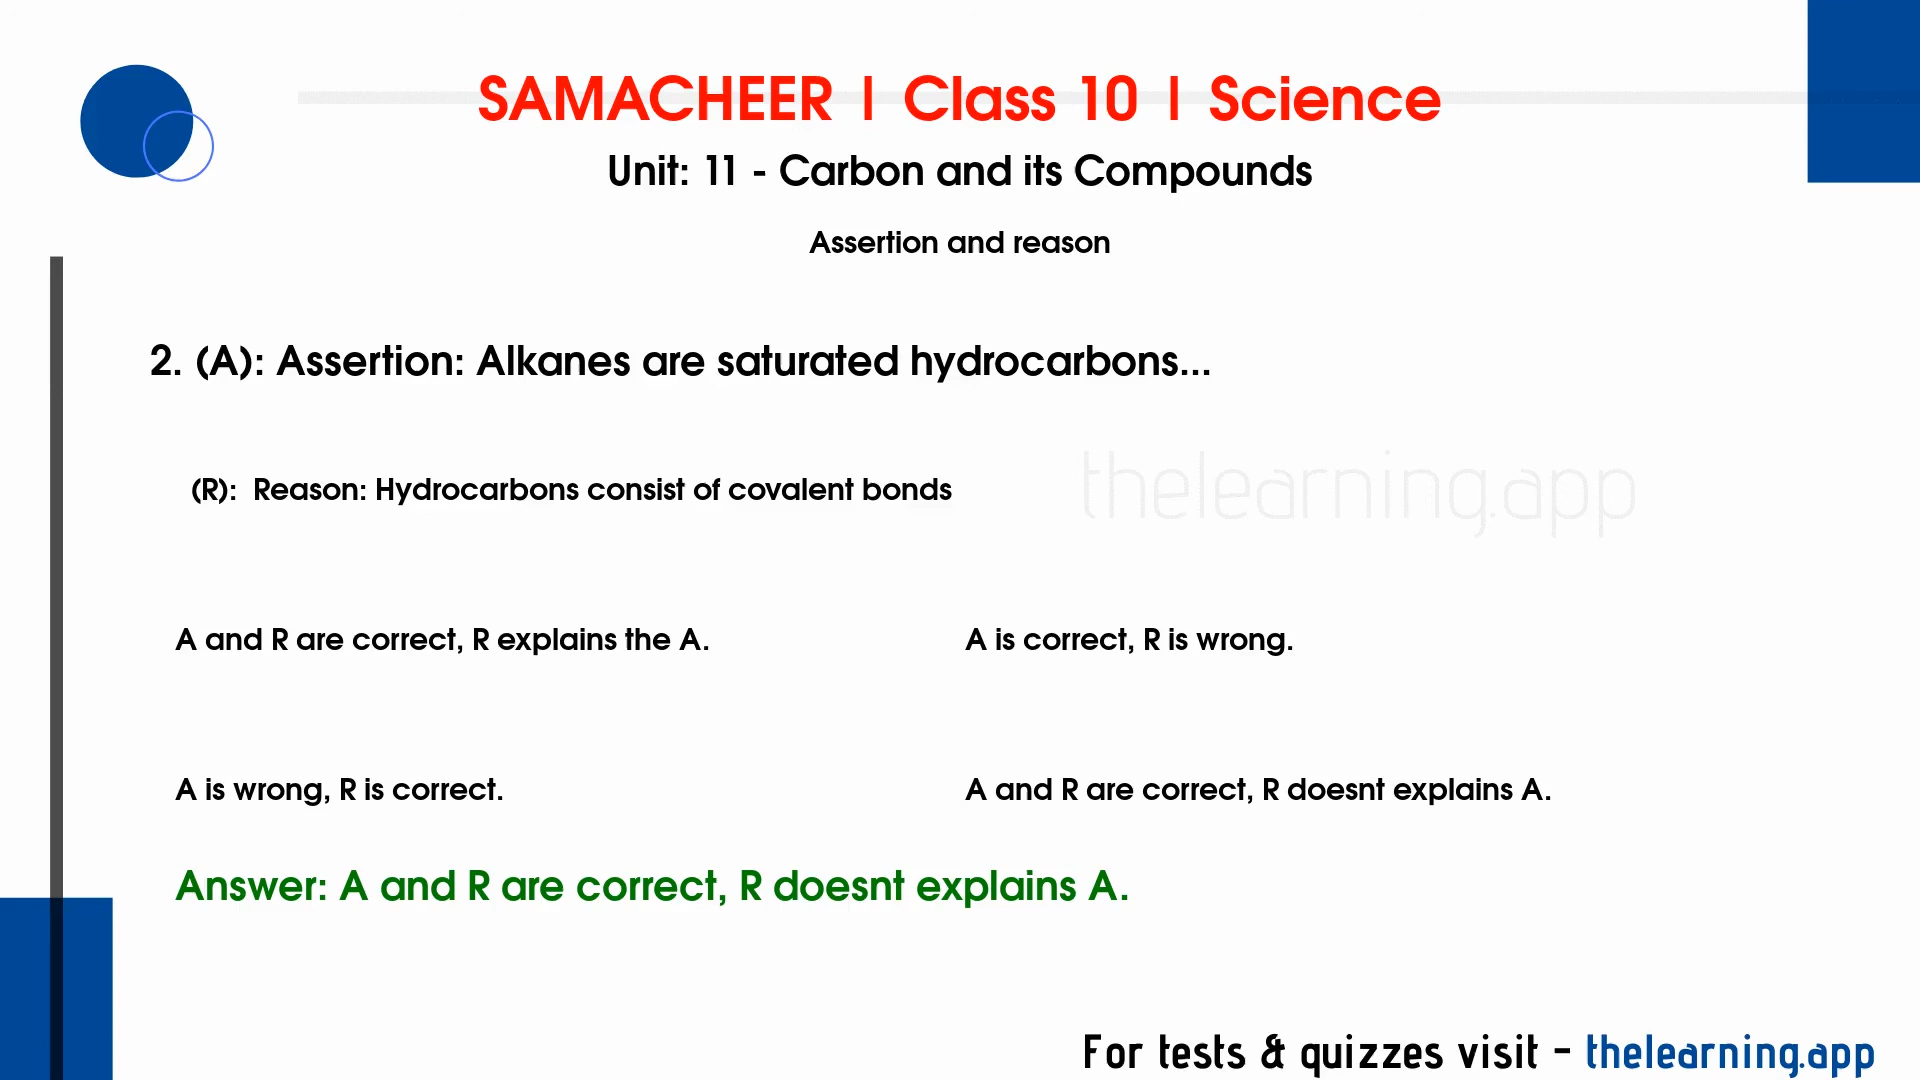 SAMACHEER | Class 10 | Science
Unit: 11 - Carbon and its Compounds
Assertion and reason
2. (A): Assertion: Alkanes are saturated hydrocarbons...
(R): Reason: Hydrocarbons consist of covalent bonds
thelearning.app
A and R are correct, R explains the A.
A is correct, R is wrong.
A is wrong, R is correct.
A and R are correct, R doesnt explains A.
Answer: A and R are correct, R doesnt explains A.
For tests & quizzes visit - thelearning.app